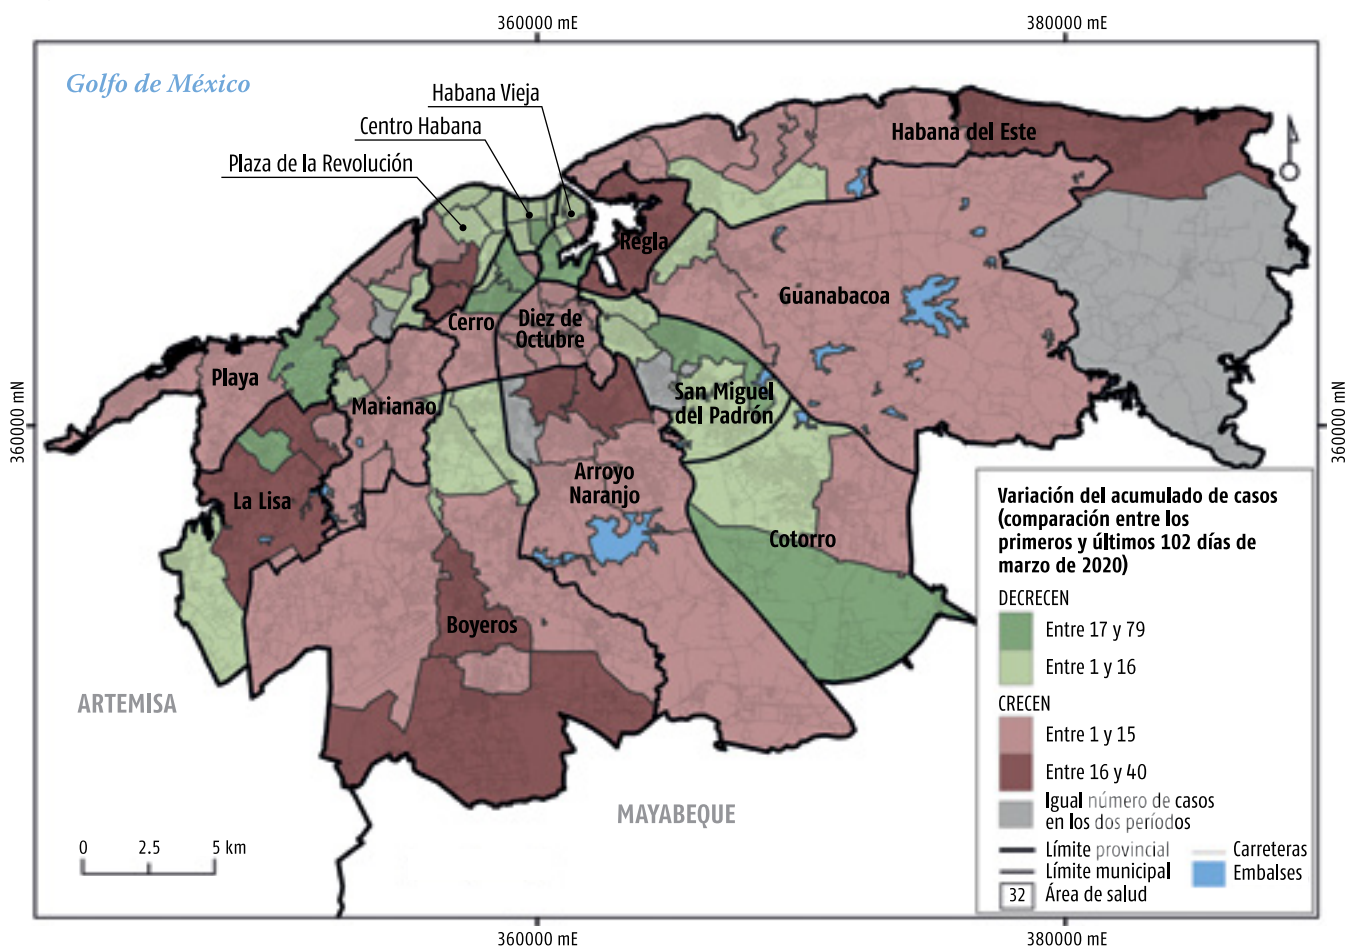 360000 mE
380000 mE
Golfo de México
Habana Vieja
Centro Habana
Plaza de la Revolución
Habana del Este
Regla
Guanabacoa
Cerro
Diez de
Octubre
Playa
Marianao
San Miguel
del Padrón
360000 mN
360000 mN
La Lisa
Arroyo
Naranjo
Cotorro
Boyeros
ARTEMISA
MAYABEQUE
0 2.5 5 km
Variación del acumulado de casos
(comparación entre los
primeros y últimos 102 días de
marzo de 2020)
DECRECEN
Entre 17 y 79
Entre 1 y 16
CRECEN
Entre 1 y 15
Entre 16 y 40
Igual número de casos
en los dos períodos
Límite provincial
Carreteras
Límite municipal
Embalses
32 Área de salud
360000 mE
380000 mE